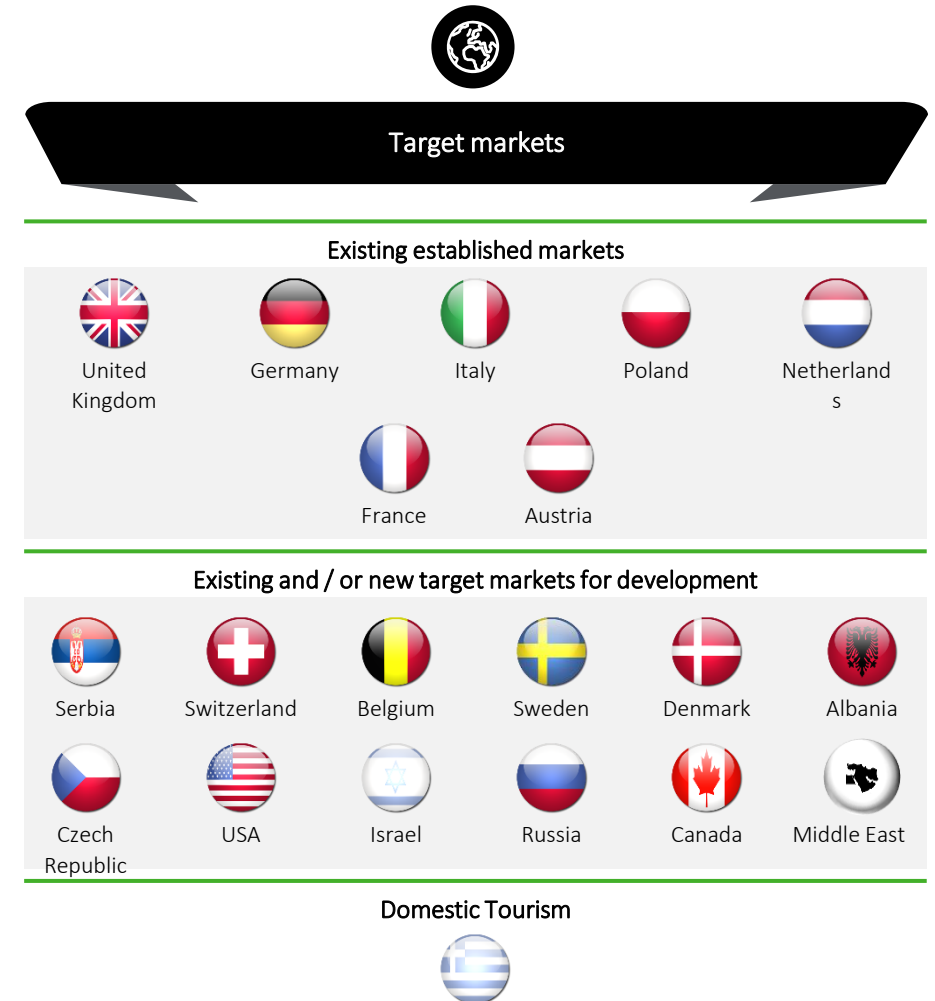 Target markets
Existing established markets
United
Kingdom
Germany
Italy
Poland
Netherland
s
France
Austria
Existing and / or new target markets for development
Serbia
Switzerland
Belgium
Sweden
Denmark
Albania
Czech
Republic
USA
Israel
Russia
Canada
Middle East
Domestic Tourism